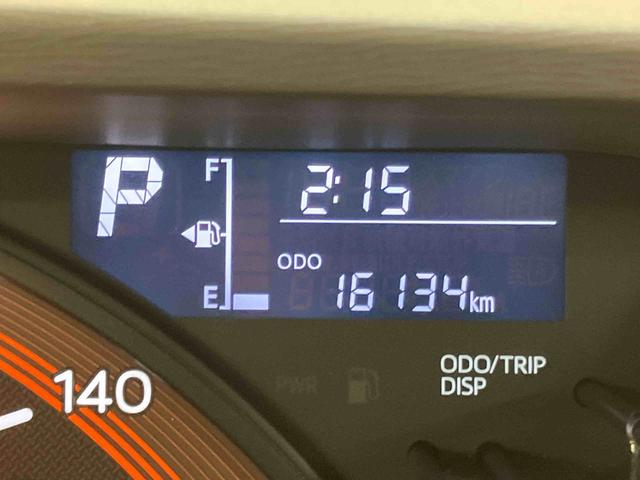 P
F
2:15
ODO
E
16134km
ODO/TRIP
DISP
PWR
140